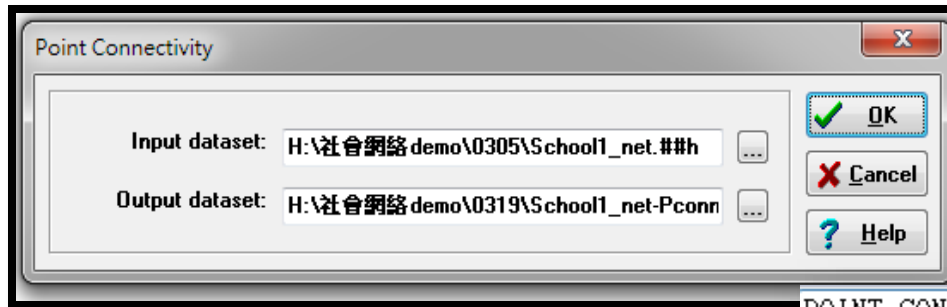 Point Connectivity
Input dataset: H:\社會網絡demo\0305\School1_net.##h ...
Output dataset: H:\社會網絡demo\0319\School1_net-Pconn ...
OK
Cancel
Help
POINT CON